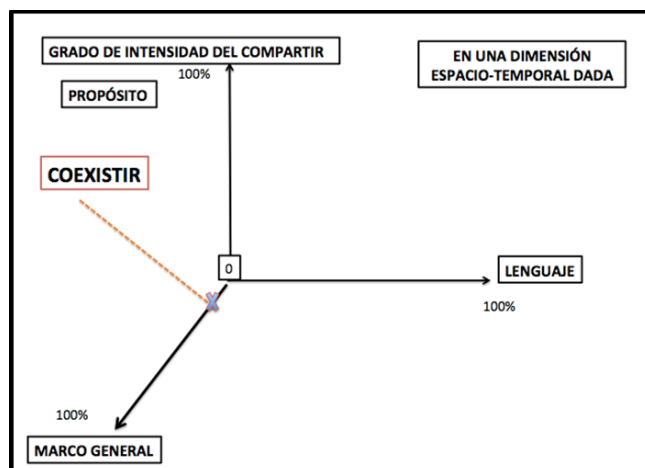 GRADO DE INTENSIDAD DEL COMPARTIR
EN UNA DIMENSIÓN
ESPACIO-TEMPORAL DADA
100%
PROPÓSITO
COEXISTIR
0
LENGUAJE
100%
X
100%
MARCO GENERAL